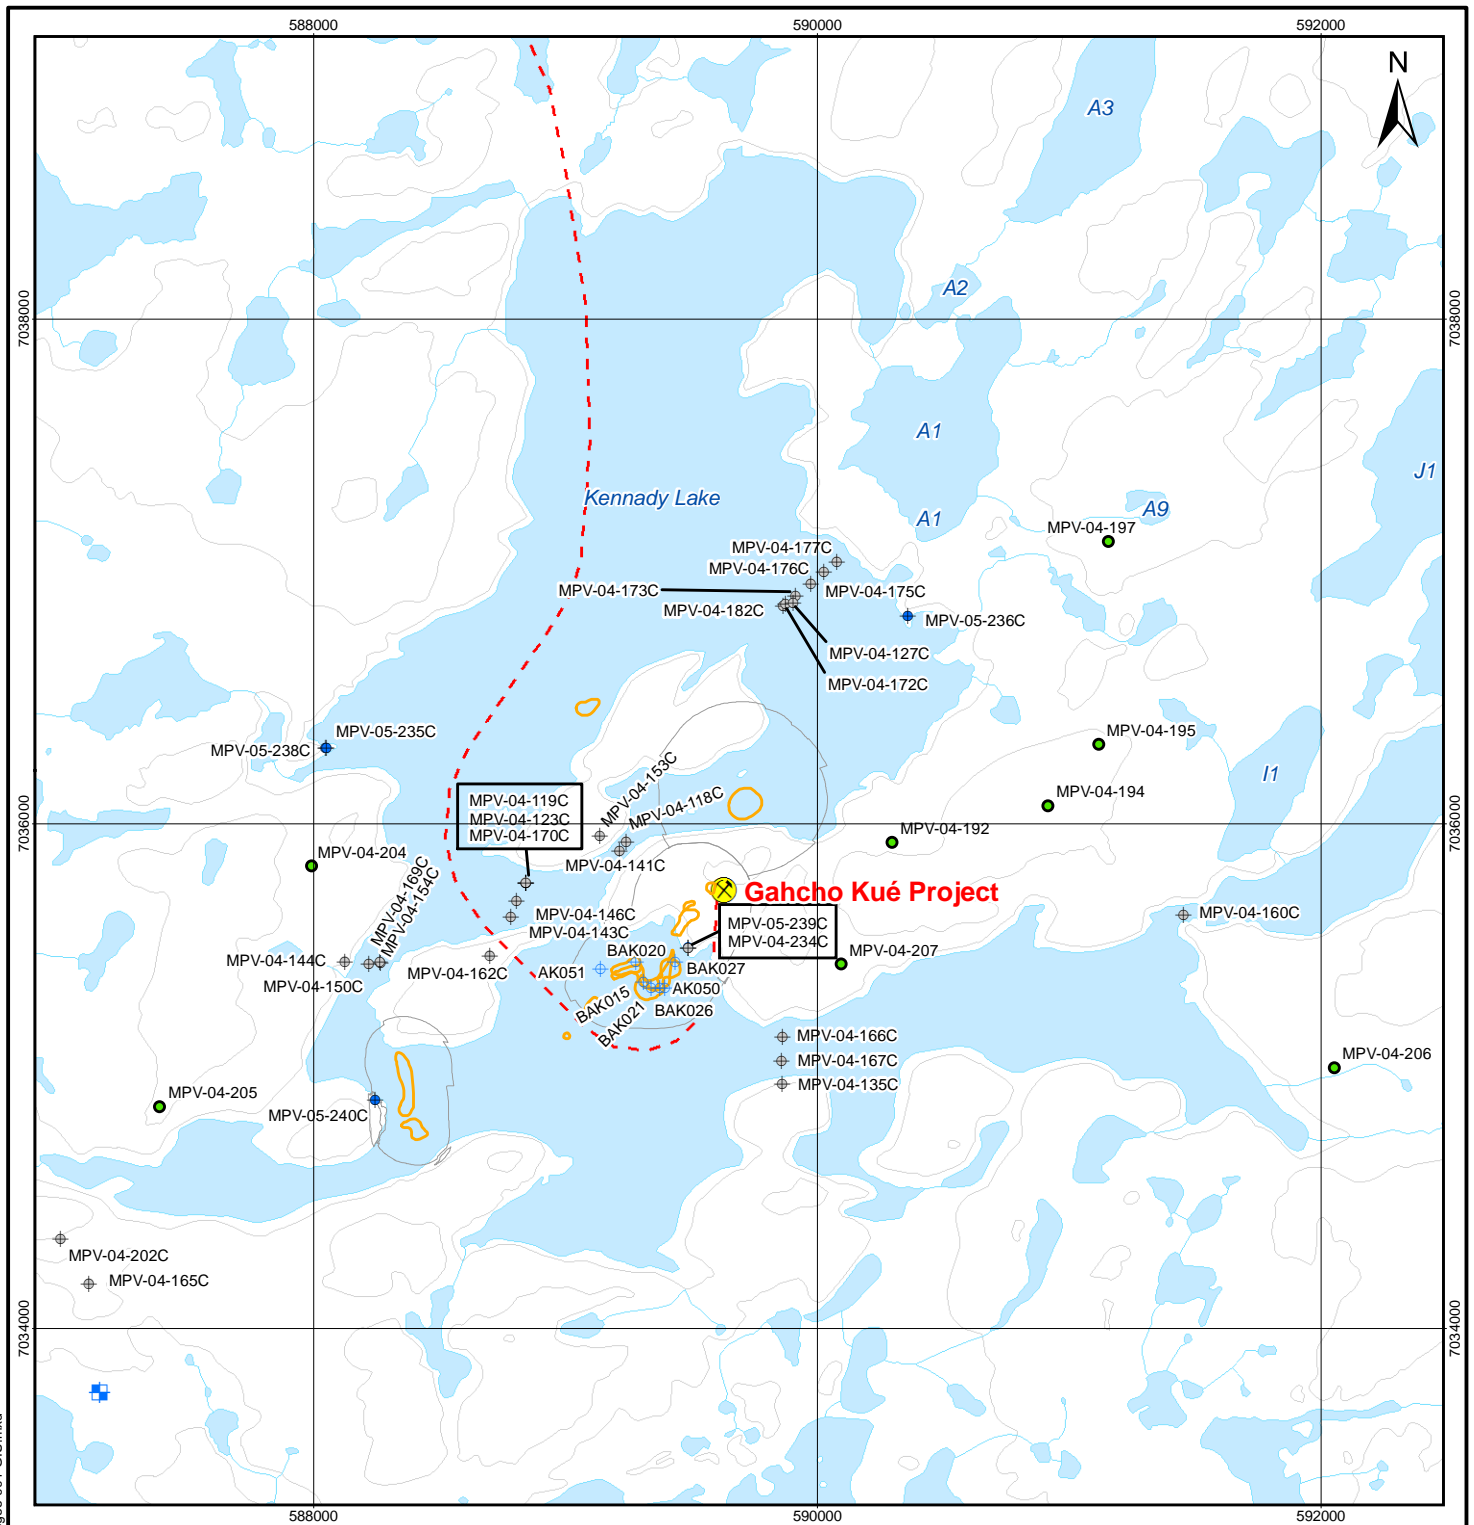 588000
590000
592000
N
A3
A2
7038000
7038000
A1
J1
Kennady Lake
A9
A1
MPV-04-197
MPV-04-177C
MPV-04-176C
MPV-04-173C
MPV-04-175C
MPV-04-182C
MPV-05-236C
MPV-04-127C
MPV-04-172C
MPV-05-235C
MPV-05-238C
MPV-04-195
I1
MPV-04-153C
MPV-04-118C
MPV-04-119C
MPV-04-123C
MPV-04-170C
MPV-04-194
7036000
7036000
MPV-04-192
MPV-04-204
MPV-04-141C
Gahcho Kué Project
MPV-04-169C
MPV-04-154C
MPV-04-146C
MPV-04-143C
MPV-05-239C
MPV-04-234C
MPV-04-160C
MPV-04-144C
MPV-04-150C
MPV-04-162C
BAK020
AK051
BAK027
MPV-04-207
BAK015
AK050
BAK021
BAK026
MPV-04-166C
MPV-04-167C
MPV-04-135C
MPV-04-206
MPV-04-205
MPV-05-240C
MPV-04-202C
MPV-04-165C
7034000
7034000
588000
590000
592000